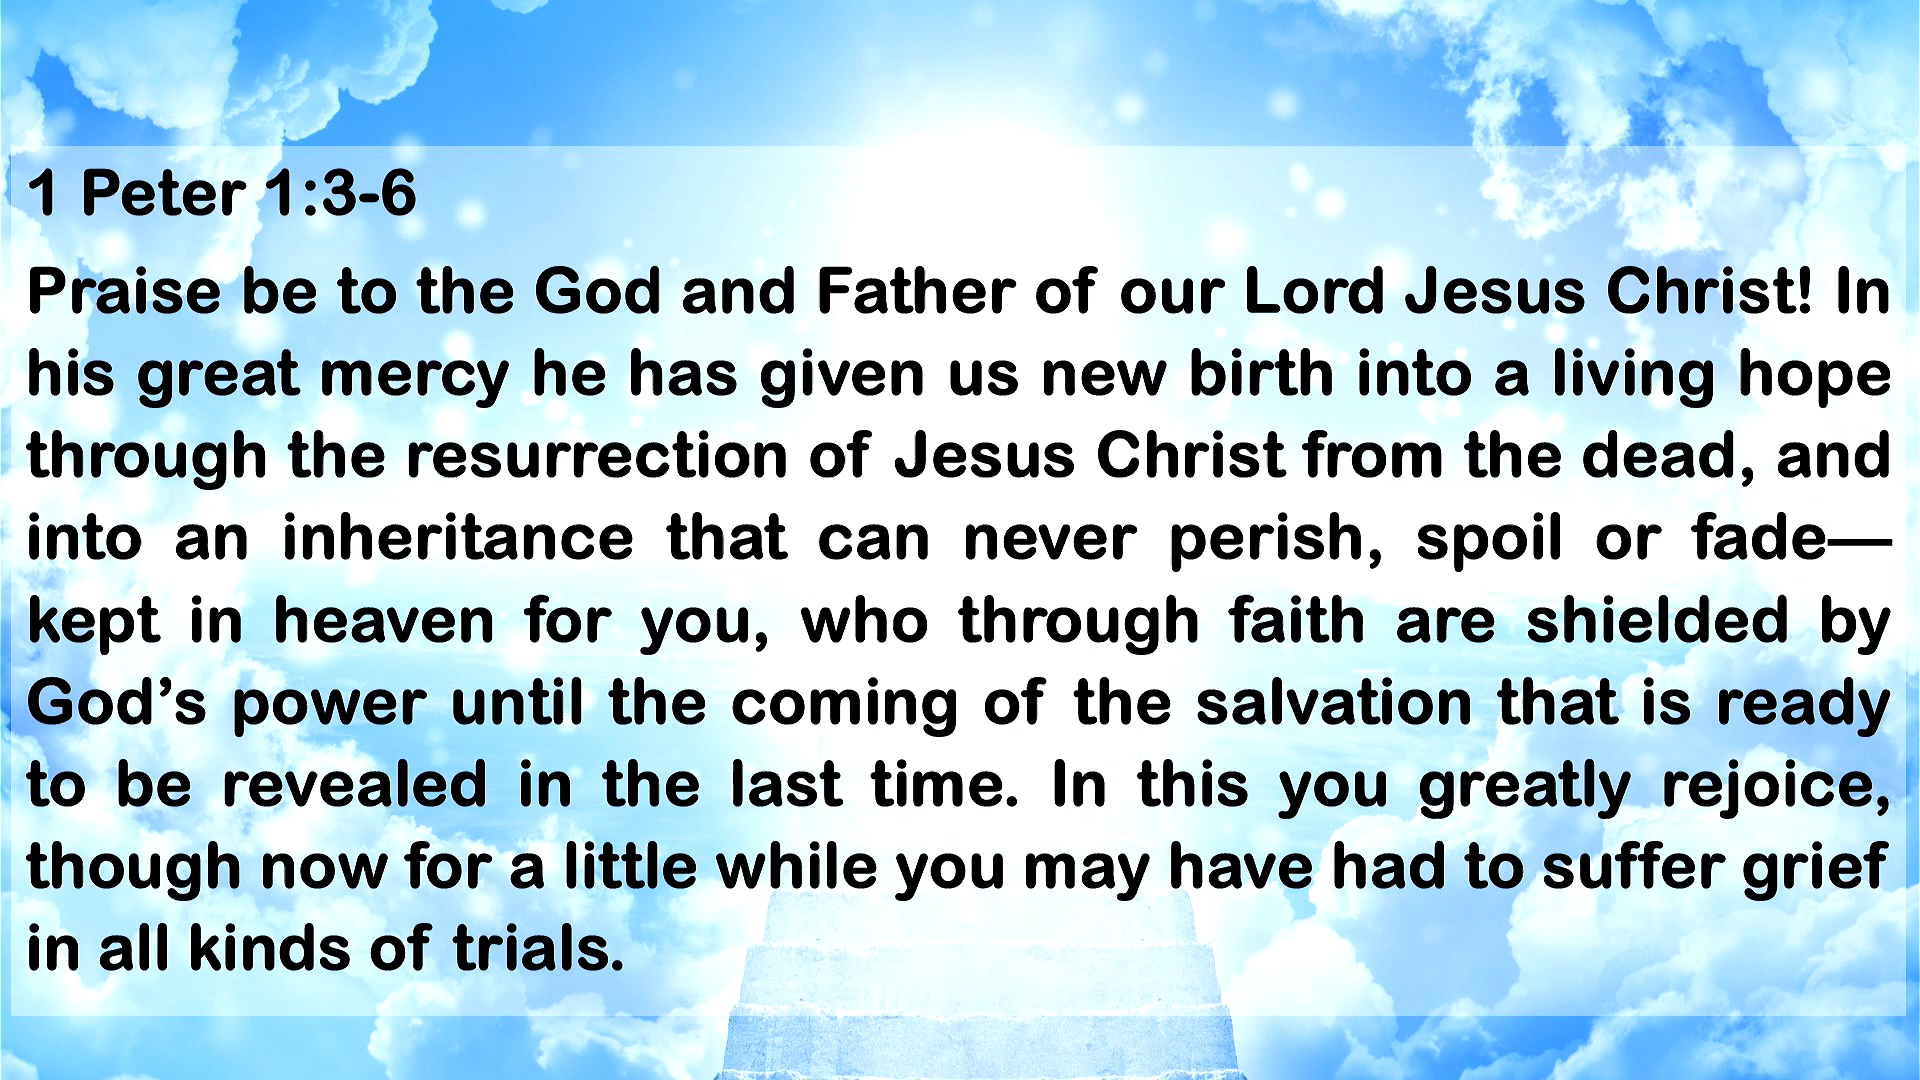 1 Peter 1:3-6
Praise be to the God and Father of our Lord Jesus Christ! In
his great mercy he has given us new birth into a living hope
through the resurrection of Jesus Christ from the dead, and
into an inheritance that can never perish, spoil or fade—
kept in heaven for you, who through faith are shielded by
God’s power until the coming of the salvation that is ready
to be revealed in the last time. In this you greatly rejoice,
though now for a little while you may have had to suffer grief
in all kinds of trials.